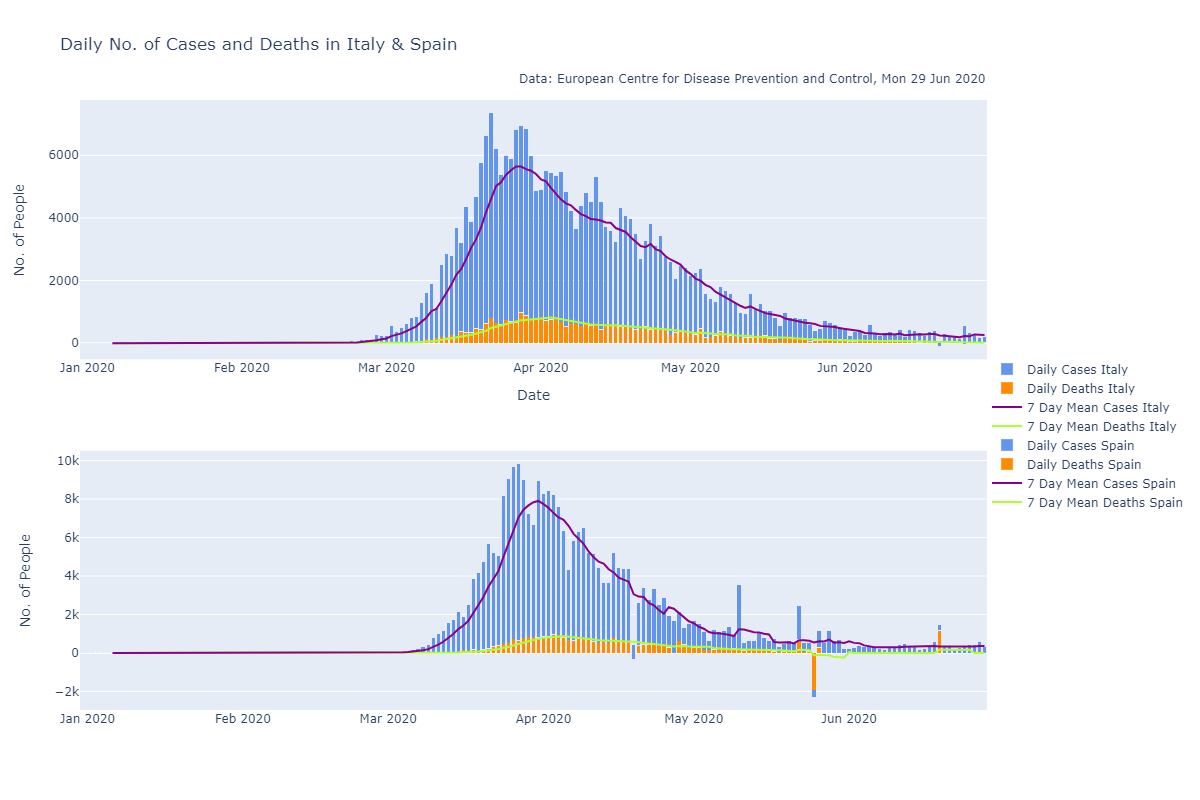 Daily No. of Cases and Deaths in Italy & Spain
Data: European Centre for Disease Prevention and Control, Mon 29 Jun 2020
No. of People
6000
4000
2000
0
Jan 2020 Feb 2020 Mar 2020 Apr 2020 May 2020 Jun 2020
Date
Daily Cases Italy
Daily Deaths Italy
7 Day Mean Cases Italy
7 Day Mean Deaths Italy
Daily Cases Spain
Daily Deaths Spain
7 Day Mean Cases Spain
7 Day Mean Deaths Spain
No. of People
10k
8k
6k
4k
2k
0
−2k
Jan 2020 Feb 2020 Mar 2020 Apr 2020 May 2020 Jun 2020